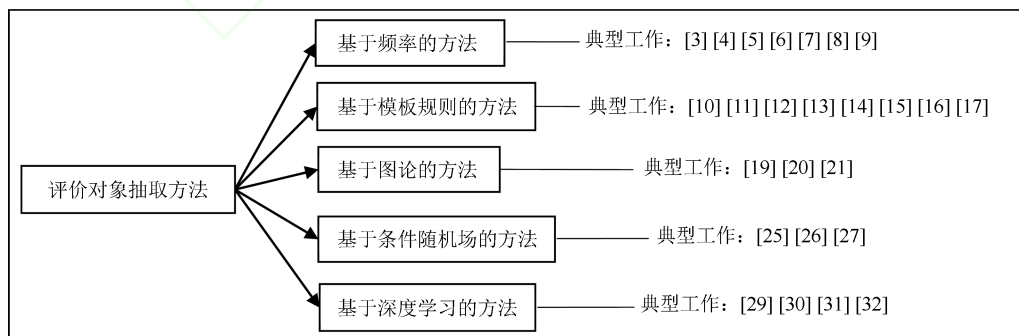 基于频率的方法 典型工作：[3] [4] [5] [6] [7] [8] [9]
基于模板规则的方法 典型工作：[10] [11] [12] [13] [14] [15] [16] [17]
基于图论的方法 典型工作：[19] [20] [21]
评价对象抽取方法
基于条件随机场的方法 典型工作：[25] [26] [27]
基于深度学习的方法 典型工作：[29] [30] [31] [32]